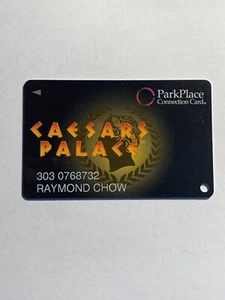 ParkPlace
Connection Card
CAESARS
PALACE
303 0768732
RAYMOND CHOW